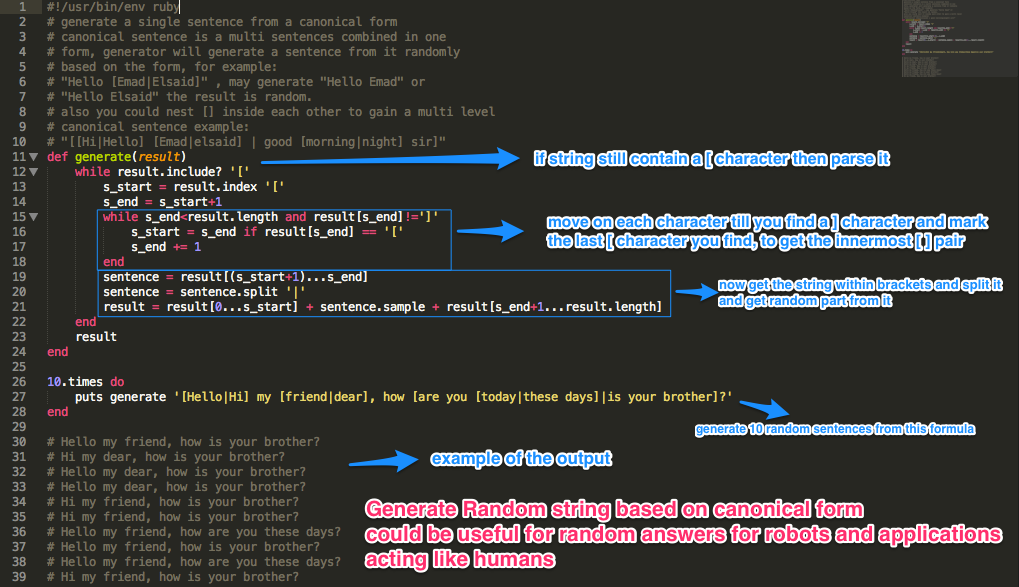 1 #!/usr/bin/env ruby
2 # generate a single sentence from a canonical form
3 # canonical sentence is a multi sentences combined in one
4 # form, generator will generate a sentence from it randomly
5 # based on the form, for example:
6 # "Hello [Emad|Elsaid]" , may generate "Hello Emad" or
7 # "Hello Elsaid" the result is random.
8 # also you could nest [] inside each other to gain a multi level
9 # canonical sentence example:
10 # "[[Hi|Hello] [Emad|elsaid] | good [morning|night] sir]"
11 def generate(result)
if string still contain a [ character then parse it
12 while result.include? '['
13 s_start = result.index '['
14 s_end = s_start+1
15 while s_end<result.length and result[s_end]!=']'
16 s_start = s_end if result[s_end] == '['
17 s_end += 1
18 end
move on each character till you find a ] character and mark
the last [ character you find, to get the innermost [ ] pair
19 sentence = result[(s_start+1)...s_end]
20 sentence = sentence.split '|'
21 result = result[0...s_start] + sentence.sample + result[s_end+1...result.length]
now get the string within brackets and split it
and get random part from it
22 end
23 result
24 end
25
26 10.times do
27 puts generate '[Hello|Hi] my [friend|dear], how [are you [today|these days]|is your brother]?'
28 end
generate 10 random sentences from this formula
29
30 # Hello my friend, how is your brother?
31 # Hi my dear, how is your brother?
32 # Hello my dear, how is your brother?
33 # Hello my dear, how is your brother?
34 # Hi my friend, how is your brother?
35 # Hi my friend, how is your brother?
36 # Hello my friend, how are you these days?
37 # Hi my friend, how is your brother?
38 # Hello my friend, how are you these days?
39 # Hi my friend, how is your brother?
example of the output
Generate Random string based on canonical form
could be useful for random answers for robots and applications
acting like humans